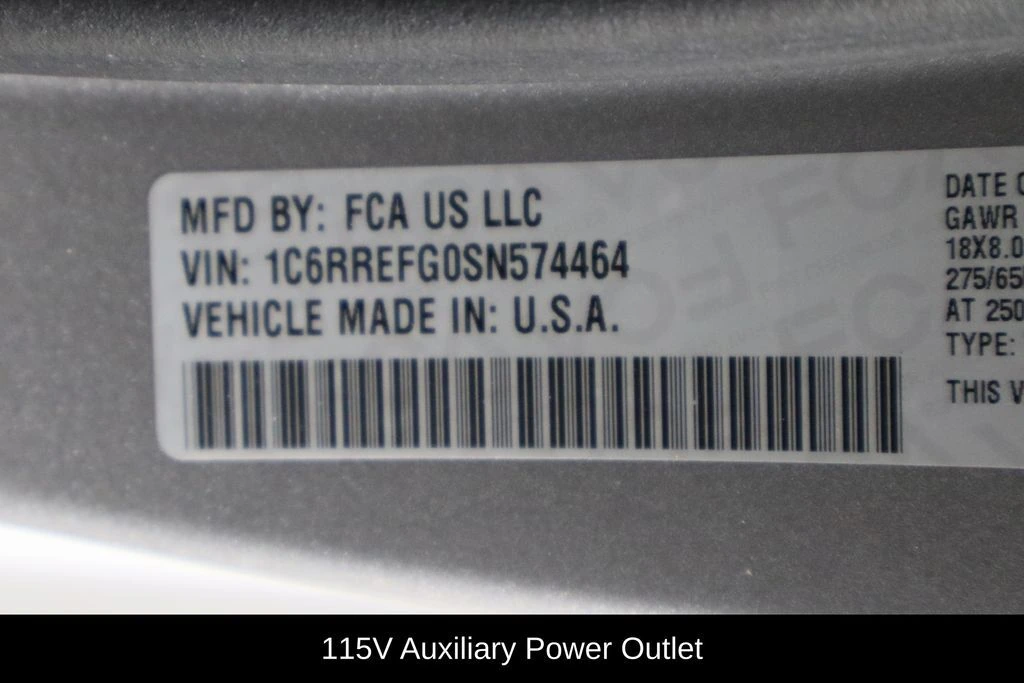 MFD BY: FCA US LLC
VIN: 1C6RREFG0SN574464
VEHICLE MADE IN: U.S.A.
DATE
GAWR
18X8.0
275/65
AT 250
TYPE:
THIS V
115V Auxiliary Power Outlet